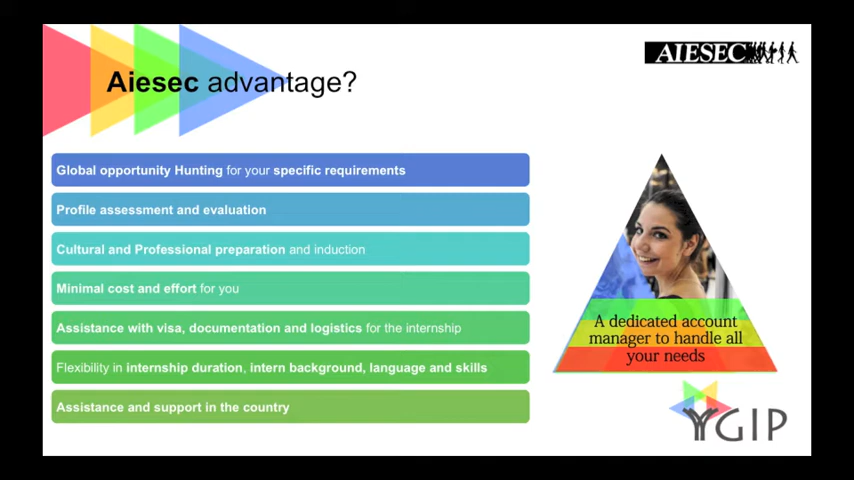 AIESEC
Aiesec advantage?
Global opportunity Hunting for your specific requirements
Profile assessment and evaluation
Cultural and Professional preparation and induction
Minimal cost and effort for you
Assistance with visa, documentation and logistics for the internship
Flexibility in internship duration, intern background, language and skills
Assistance and support in the country
A dedicated account
manager to handle all
your needs
YGIP